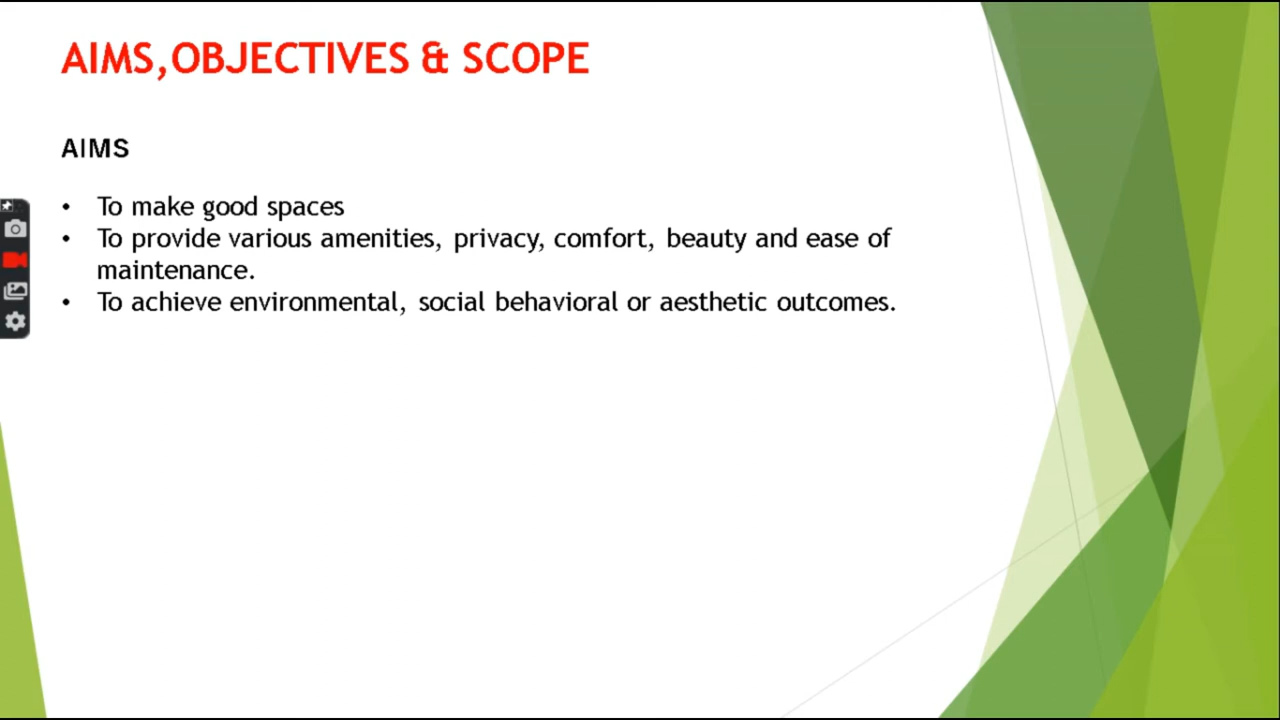 AIMS,OBJECTIVES & SCOPE
AIMS
• To make good spaces
• To provide various amenities, privacy, comfort, beauty and ease of
maintenance.
• To achieve environmental, social behavioral or aesthetic outcomes.